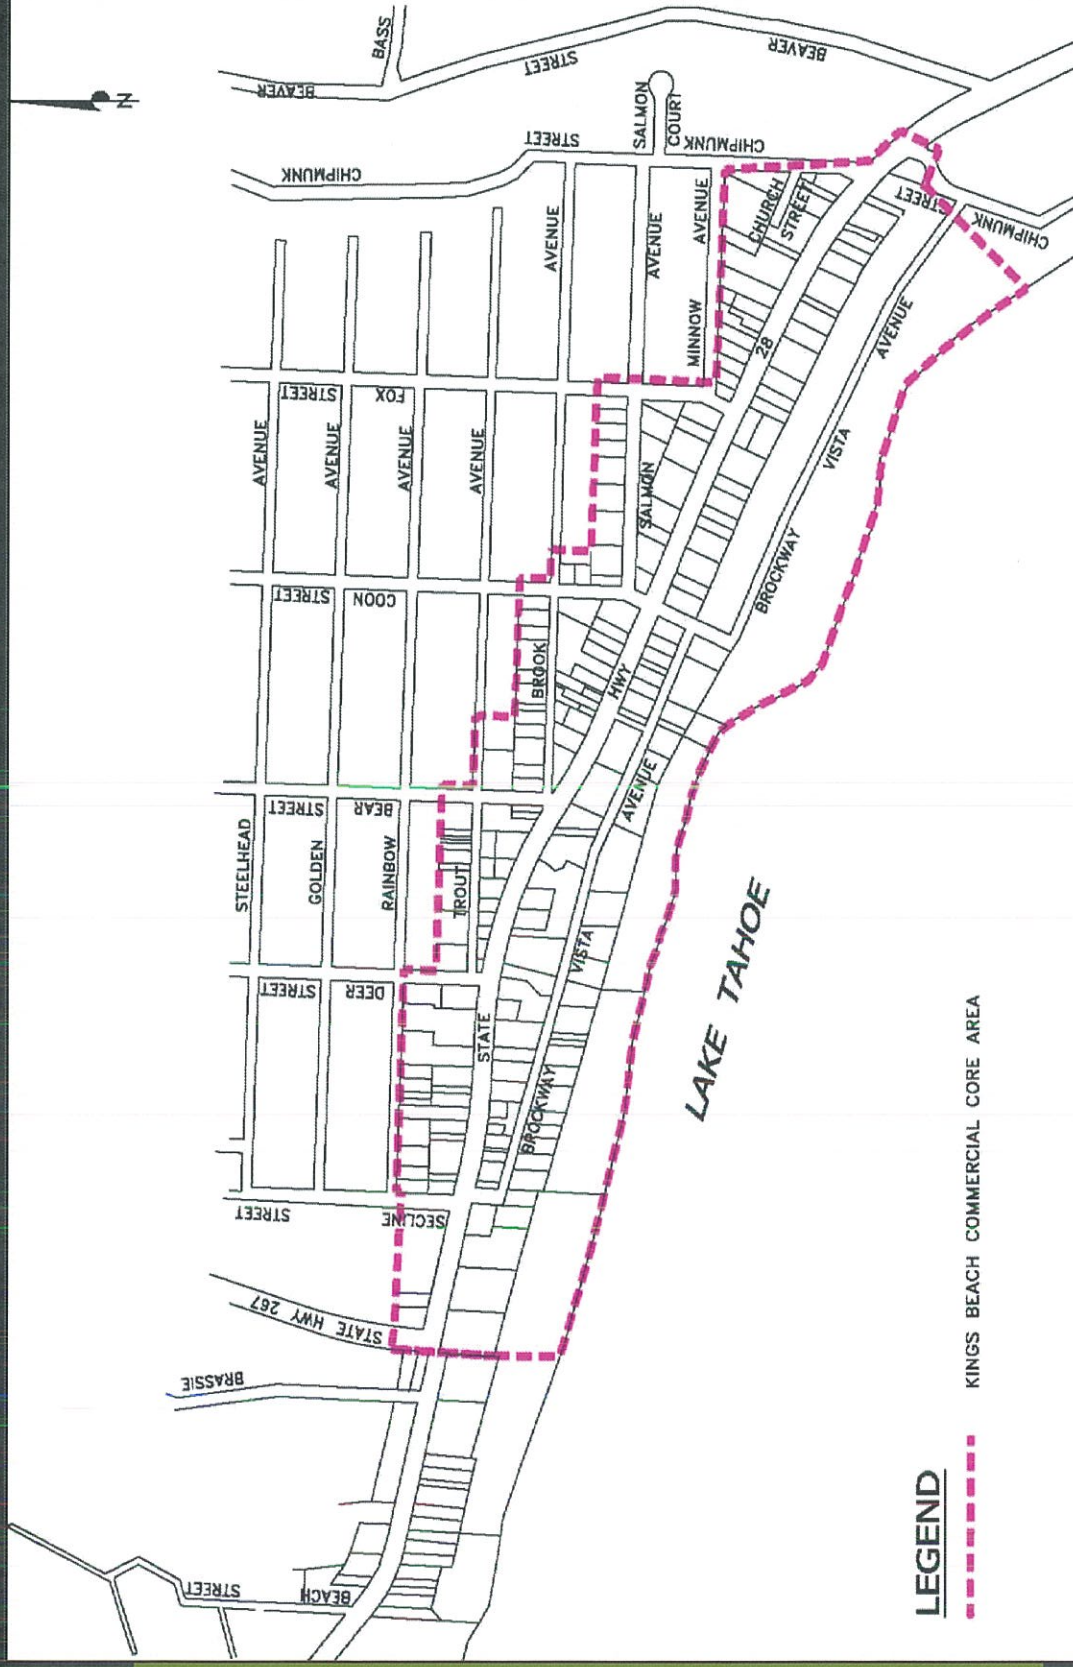 N
BASS
BEAVER
STREET
BEAVER
CHIPMUNK
STREET
SALMON
COURT
CHIPMUNK
STEELHEAD
AVENUE
GOLDEN
AVENUE
RAINBOW
AVENUE
TROUT
AVENUE
BROOK
AVENUE
SALMON
AVENUE
MINNOW
AVENUE
CHURCH
STREET
STREET
CHIPMUNK
STREET
FOX
STREET
COON
STREET
BEAR
STREET
DEER
STREET
SECLINE
STATE HWY 267
BRASSIE
STREET
BEACH
STATE
HWY
28
BROCKWAY
VISTA
AVENUE
BROCKWAY
VISTA
AVENUE
LAKE TAHOE
LEGEND
KINGS BEACH COMMERCIAL CORE AREA